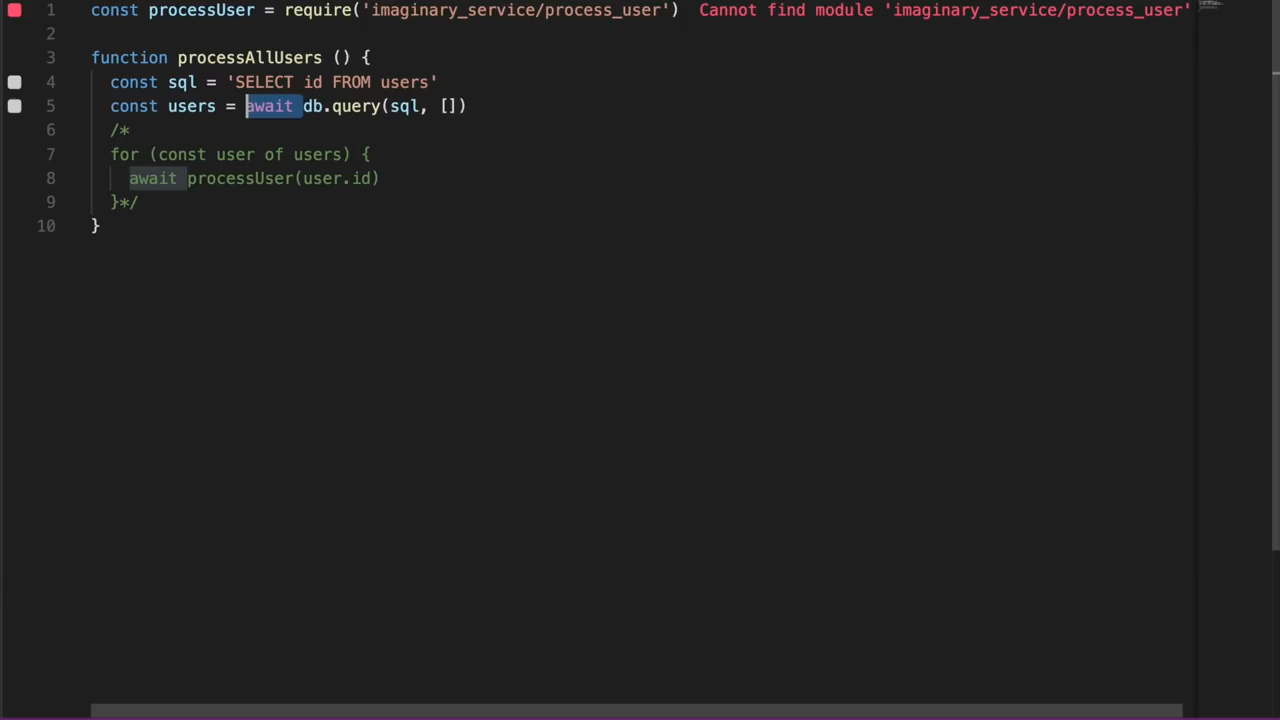 1 const processUser = require('imaginary_service/process_user') Cannot find module 'imaginary_service/process_user'
2
3 function processAllUsers () {
4 const sql = 'SELECT id FROM users'
5 const users = await db.query(sql, [])
6 /*
7 for (const user of users) {
8 await processUser(user.id)
9 }*/
10 }